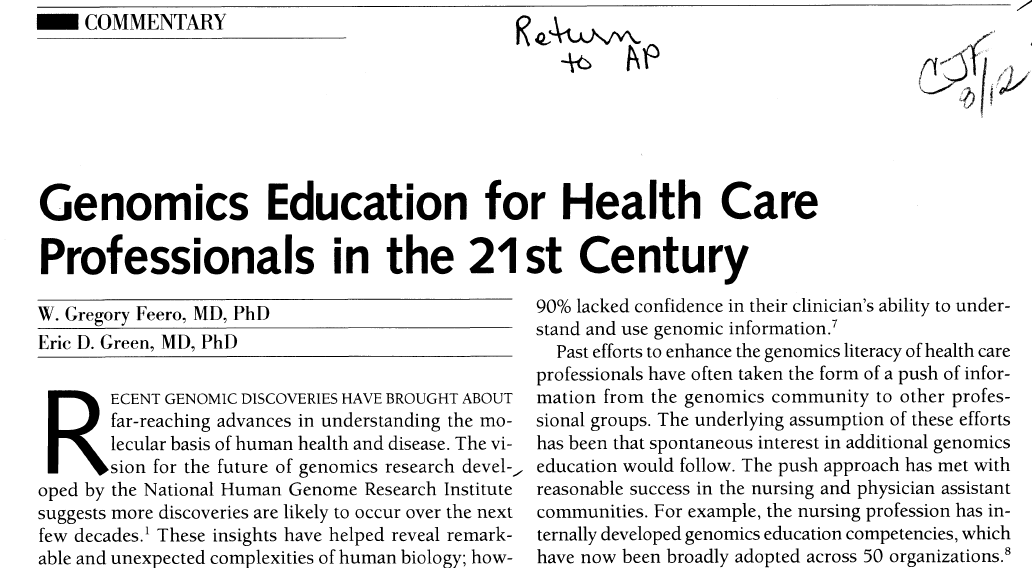 COMMENTARY
Return
to AP
CJF
8/12
Genomics Education for Health Care
Professionals in the 21st Century
W. Gregory Feero, MD, PhD
Eric D. Green, MD, PhD
RECENT GENOMIC DISCOVERIES HAVE BROUGHT ABOUT
far-reaching advances in understanding the mo-
lecular basis of human health and disease. The vi-
sion for the future of genomics research devel-
oped by the National Human Genome Research Institute
suggests more discoveries are likely to occur over the next
few decades.¹ These insights have helped reveal remark-
able and unexpected complexities of human biology; how-
90% lacked confidence in their clinician's ability to under-
stand and use genomic information.⁷
Past efforts to enhance the genomics literacy of health care
professionals have often taken the form of a push of infor-
mation from the genomics community to other profes-
sional groups. The underlying assumption of these efforts
has been that spontaneous interest in additional genomics
education would follow. The push approach has met with
reasonable success in the nursing and physician assistant
communities. For example, the nursing profession has in-
ternally developed genomics education competencies, which
have now been broadly adopted across 50 organizations.⁸